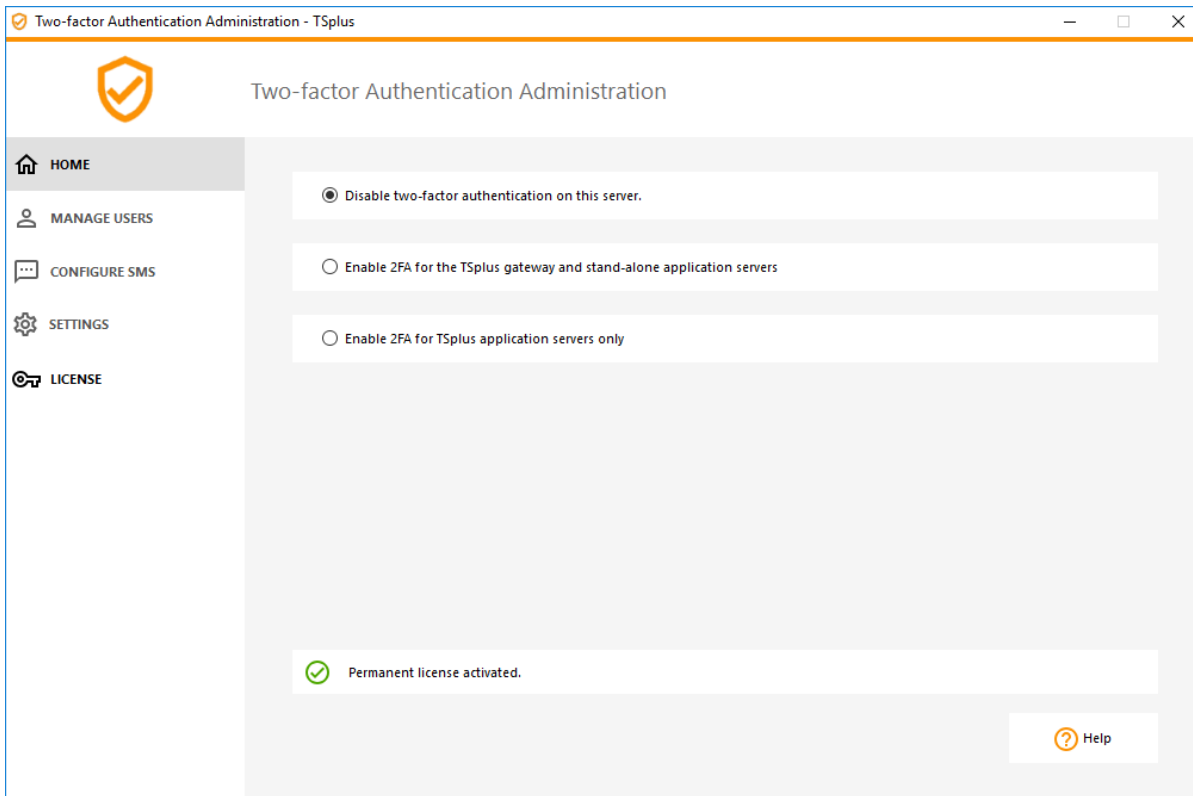 Two-factor Authentication Administration - TSplus
Two-factor Authentication Administration
HOME
MANAGE USERS
CONFIGURE SMS
SETTINGS
LICENSE
Disable two-factor authentication on this server.
Enable 2FA for the TSplus gateway and stand-alone application servers
Enable 2FA for TSplus application servers only
Permanent license activated.
Help